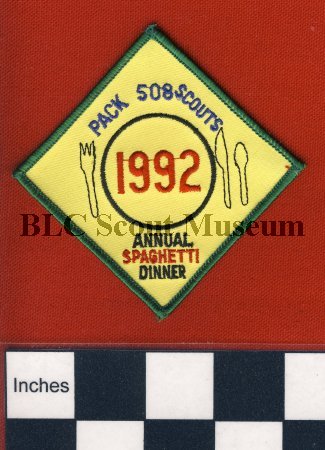 PACK 508 SCOUTS
1992
BLC Scout Museum
ANNUAL
SPAGHETTI
DINNER
Inches